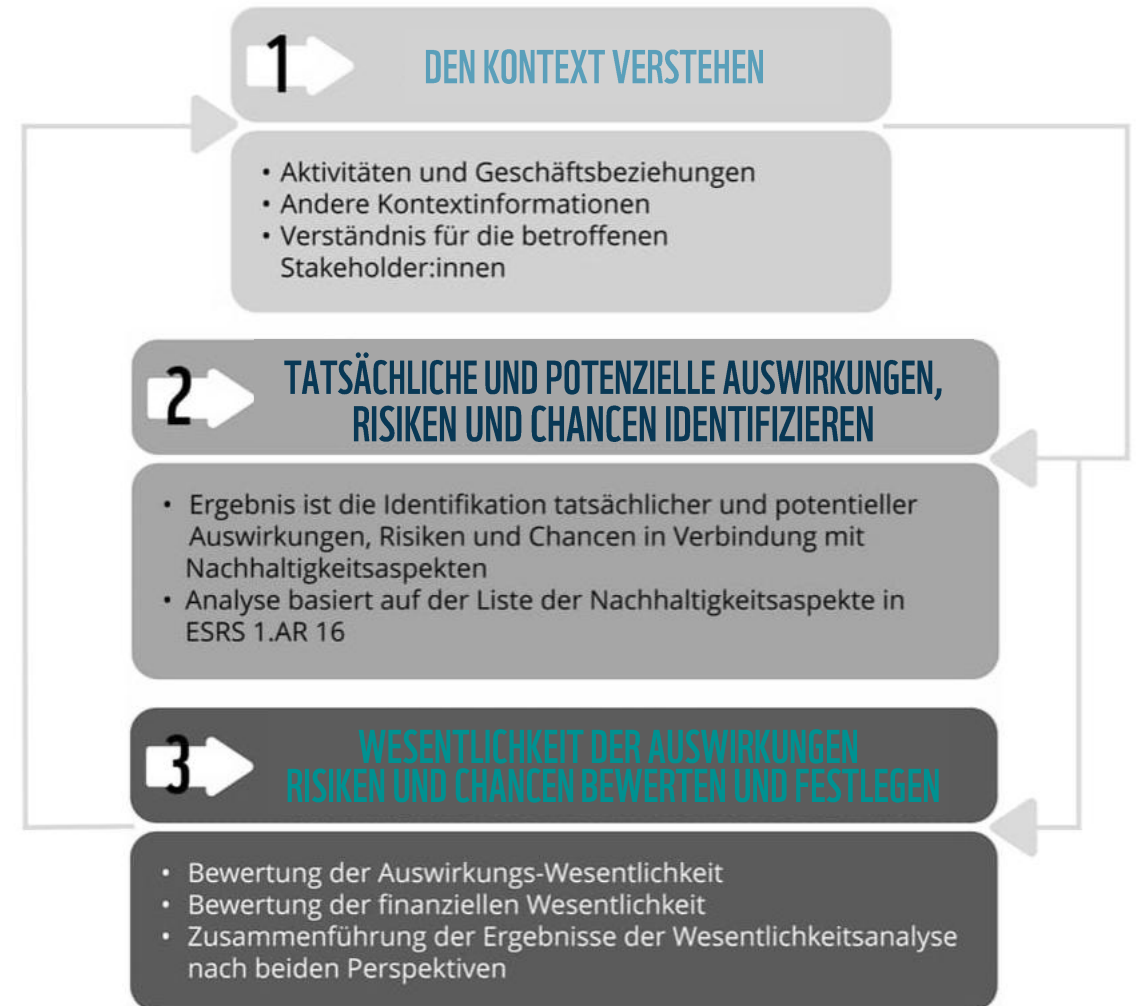 1
DEN KONTEXT VERSTEHEN
• Aktivitäten und Geschäftsbeziehungen
• Andere Kontextinformationen
• Verständnis für die betroffenen
Stakeholder:innen
2
TATSÄCHLICHE UND POTENZIELLE AUSWIRKUNGEN,
RISIKEN UND CHANCEN IDENTIFIZIEREN
• Ergebnis ist die Identifikation tatsächlicher und potentieller
Auswirkungen, Risiken und Chancen in Verbindung mit
Nachhaltigkeitsaspekten
• Analyse basiert auf der Liste der Nachhaltigkeitsaspekte in
ESRS 1.AR 16
3
WESENTLICHKEIT DER AUSWIRKUNGEN
RISIKEN UND CHANCEN BEWERTEN UND FESTLEGEN
• Bewertung der Auswirkungs-Wesentlichkeit
• Bewertung der finanziellen Wesentlichkeit
• Zusammenführung der Ergebnisse der Wesentlichkeitsanalyse
nach beiden Perspektiven